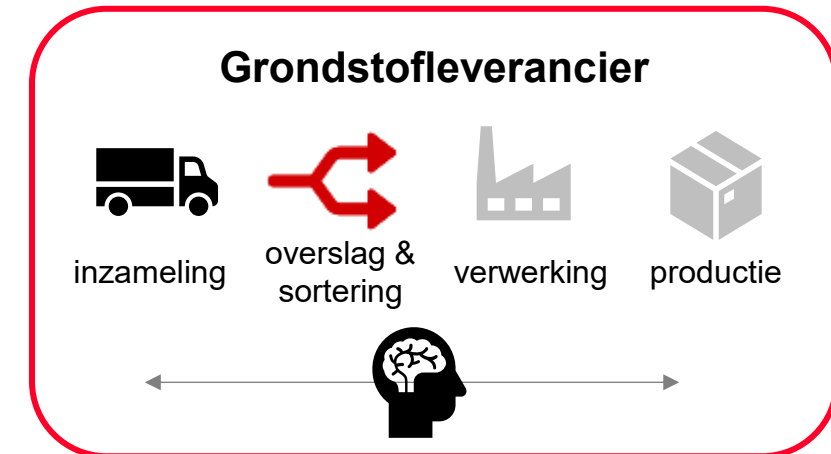 Grondstofleverancier
inzameling
overslag &
sortering
verwerking
productie